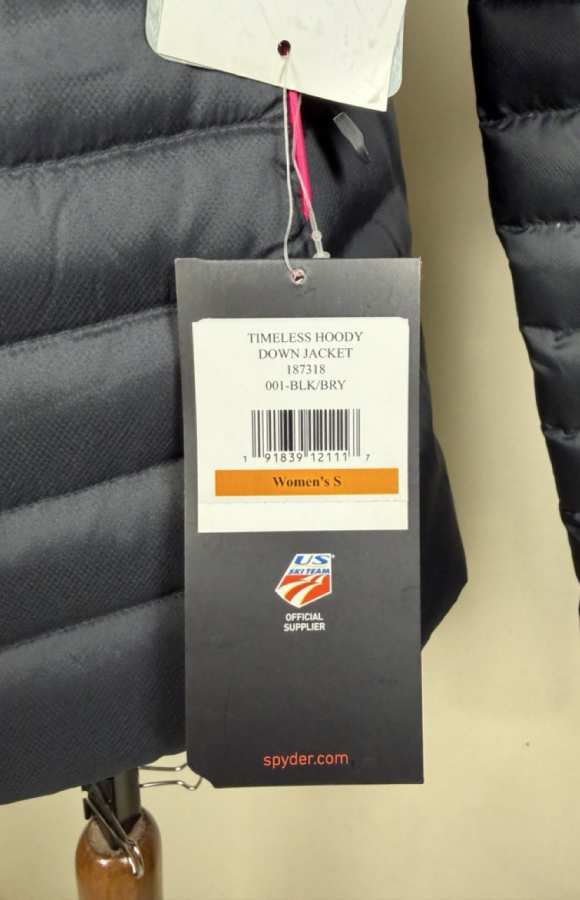 TIMELESS HOODY
DOWN JACKET
187318
001-BLK/BRY
1 91839 12111 7
Women's S
US
SKI TEAM
OFFICIAL
SUPPLIER
spyder.com